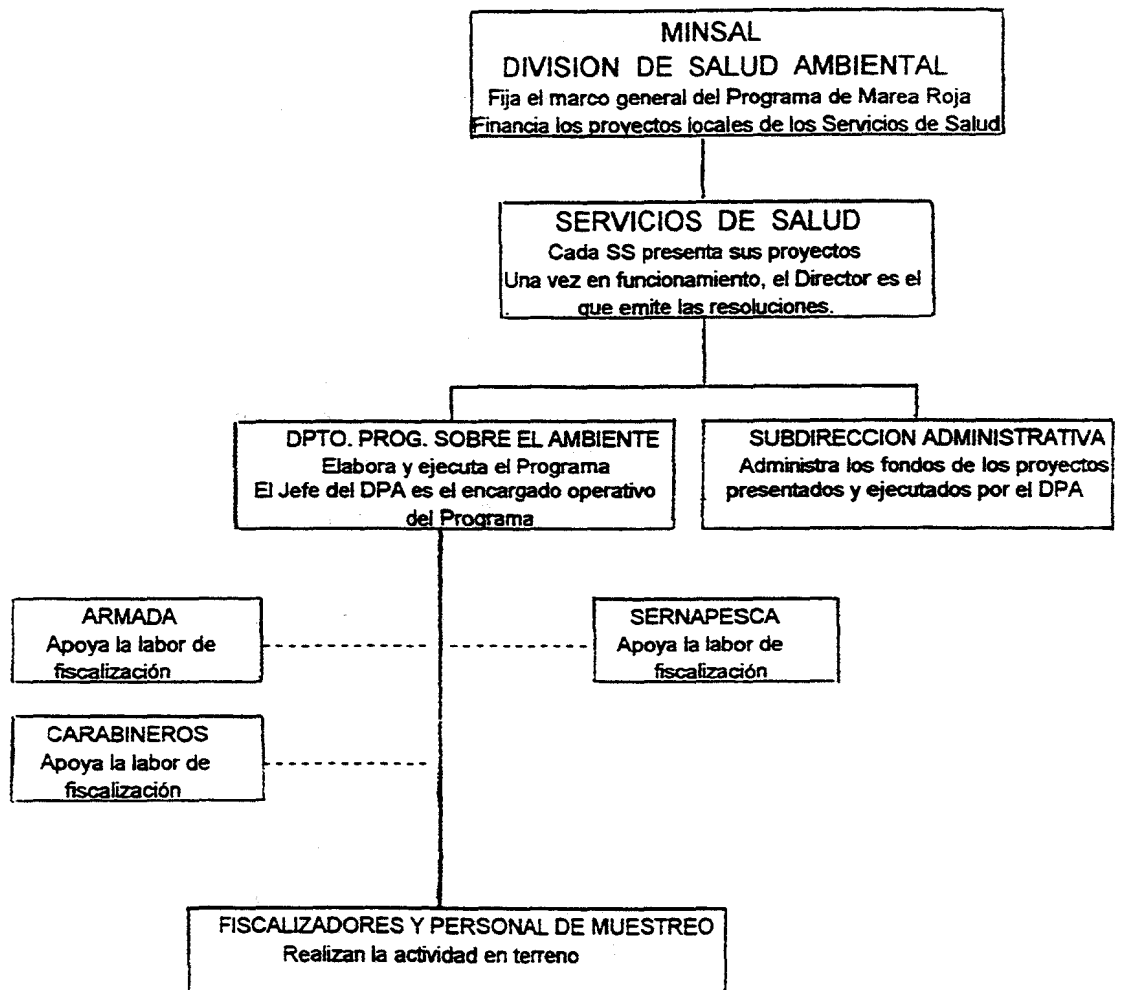 MINSAL
DIVISION DE SALUD AMBIENTAL
Fija el marco general del Programa de Marea Roja
Financia los proyectos locales de los Servicios de Salud
SERVICIOS DE SALUD
Cada SS presenta sus proyectos
Una vez en funcionamiento, el Director es el
que emite las resoluciones.
DPTO. PROG. SOBRE EL AMBIENTE
Elabora y ejecuta el Programa
El Jefe del DPA es el encargado operativo
del Programa
SUBDIRECCION ADMINISTRATIVA
Administra los fondos de los proyectos
presentados y ejecutados por el DPA
ARMADA
Apoya la labor de
fiscalización
SERNAPESCA
Apoya la labor de
fiscalización
CARABINEROS
Apoya la labor de
fiscalización
FISCALIZADORES Y PERSONAL DE MUESTREO
Realizan la actividad en terreno